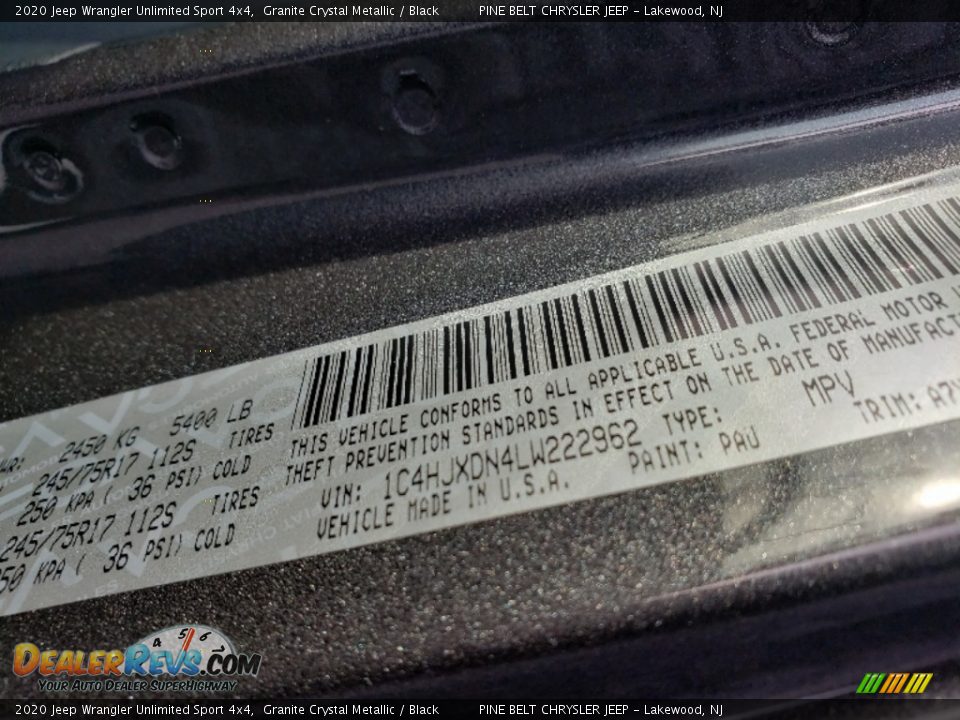 2020 Jeep Wrangler Unlimited Sport 4x4, Granite Crystal Metallic / Black PINE BELT CHRYSLER JEEP - Lakewood, NJ
2450 KG 5400 LB
245/75R17 112S TIRES
250 KPA ( 36 PSI) COLD
245/75R17 112S TIRES
KPA ( 36 PSI) COLD
THIS VEHICLE CONFORMS TO ALL APPLICABLE U.S.A. FEDERAL MOTOR
THEFT PREVENTION STANDARDS IN EFFECT ON THE DATE OF
VIN: 1C4HJXDN4LW222962 TYPE: MPV
VEHICLE MADE IN U.S.A. PAINT: PAU TRIM:
4 5 6
DEALERREVS.COM
YOUR AUTO DEALER SUPERHIGHWAY
2020 Jeep Wrangler Unlimited Sport 4x4, Granite Crystal Metallic / Black PINE BELT CHRYSLER JEEP - Lakewood, NJ